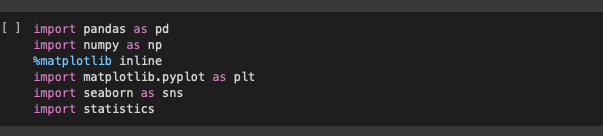 [ ] import pandas as pd
import numpy as np
%matplotlib inline
import matplotlib.pyplot as plt
import seaborn as sns
import statistics